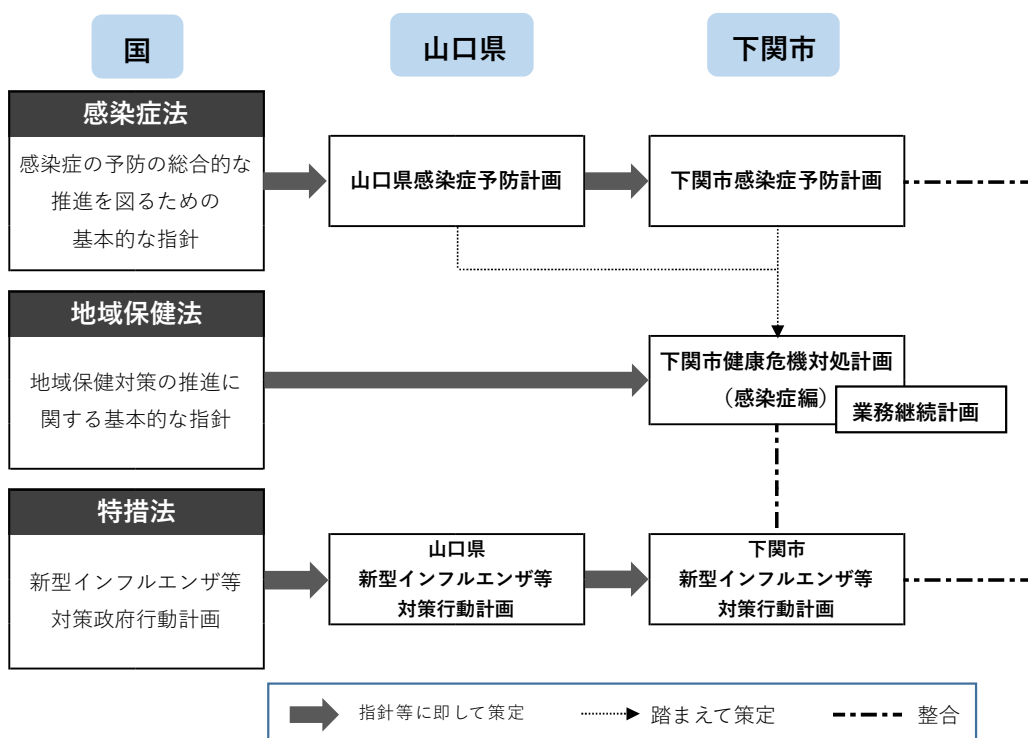 国
山口県
下関市
感染症法
感染症の予防の総合的な
推進を図るための
基本的な指針
山口県感染症予防計画
下関市感染症予防計画
地域保健法
地域保健対策の推進に
関する基本的な指針
下関市健康危機対処計画
（感染症編）
業務継続計画
特措法
新型インフルエンザ等
対策政府行動計画
山口県
新型インフルエンザ等
対策行動計画
下関市
新型インフルエンザ等
対策行動計画
指針等に即して策定
踏まえて策定
整合